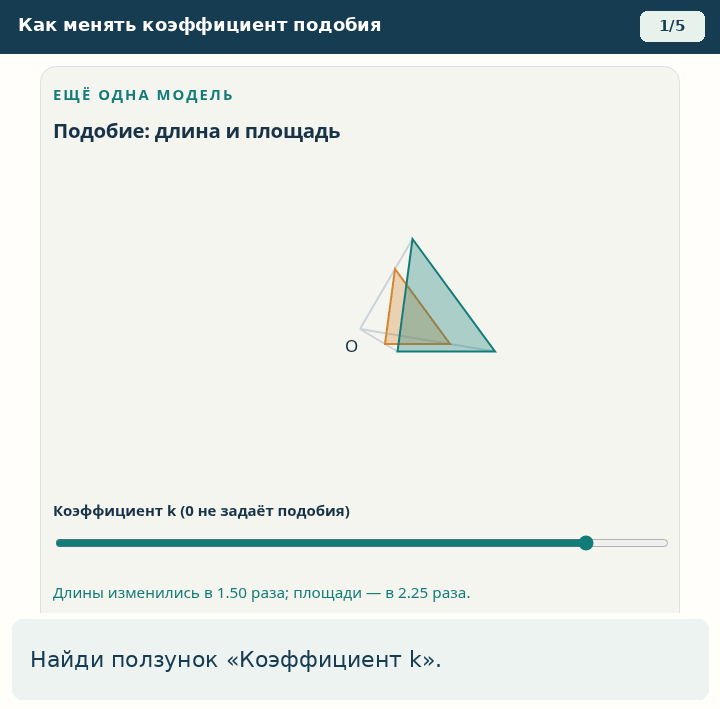 Как менять коэффициент подобия
1/5
ЕЩЁ ОДНА МОДЕЛЬ
Подобие: длина и площадь
O
Коэффициент k (0 не задаёт подобия)
Длины изменились в 1.50 раза; площади — в 2.25 раза.
Найди ползунок «Коэффициент k».